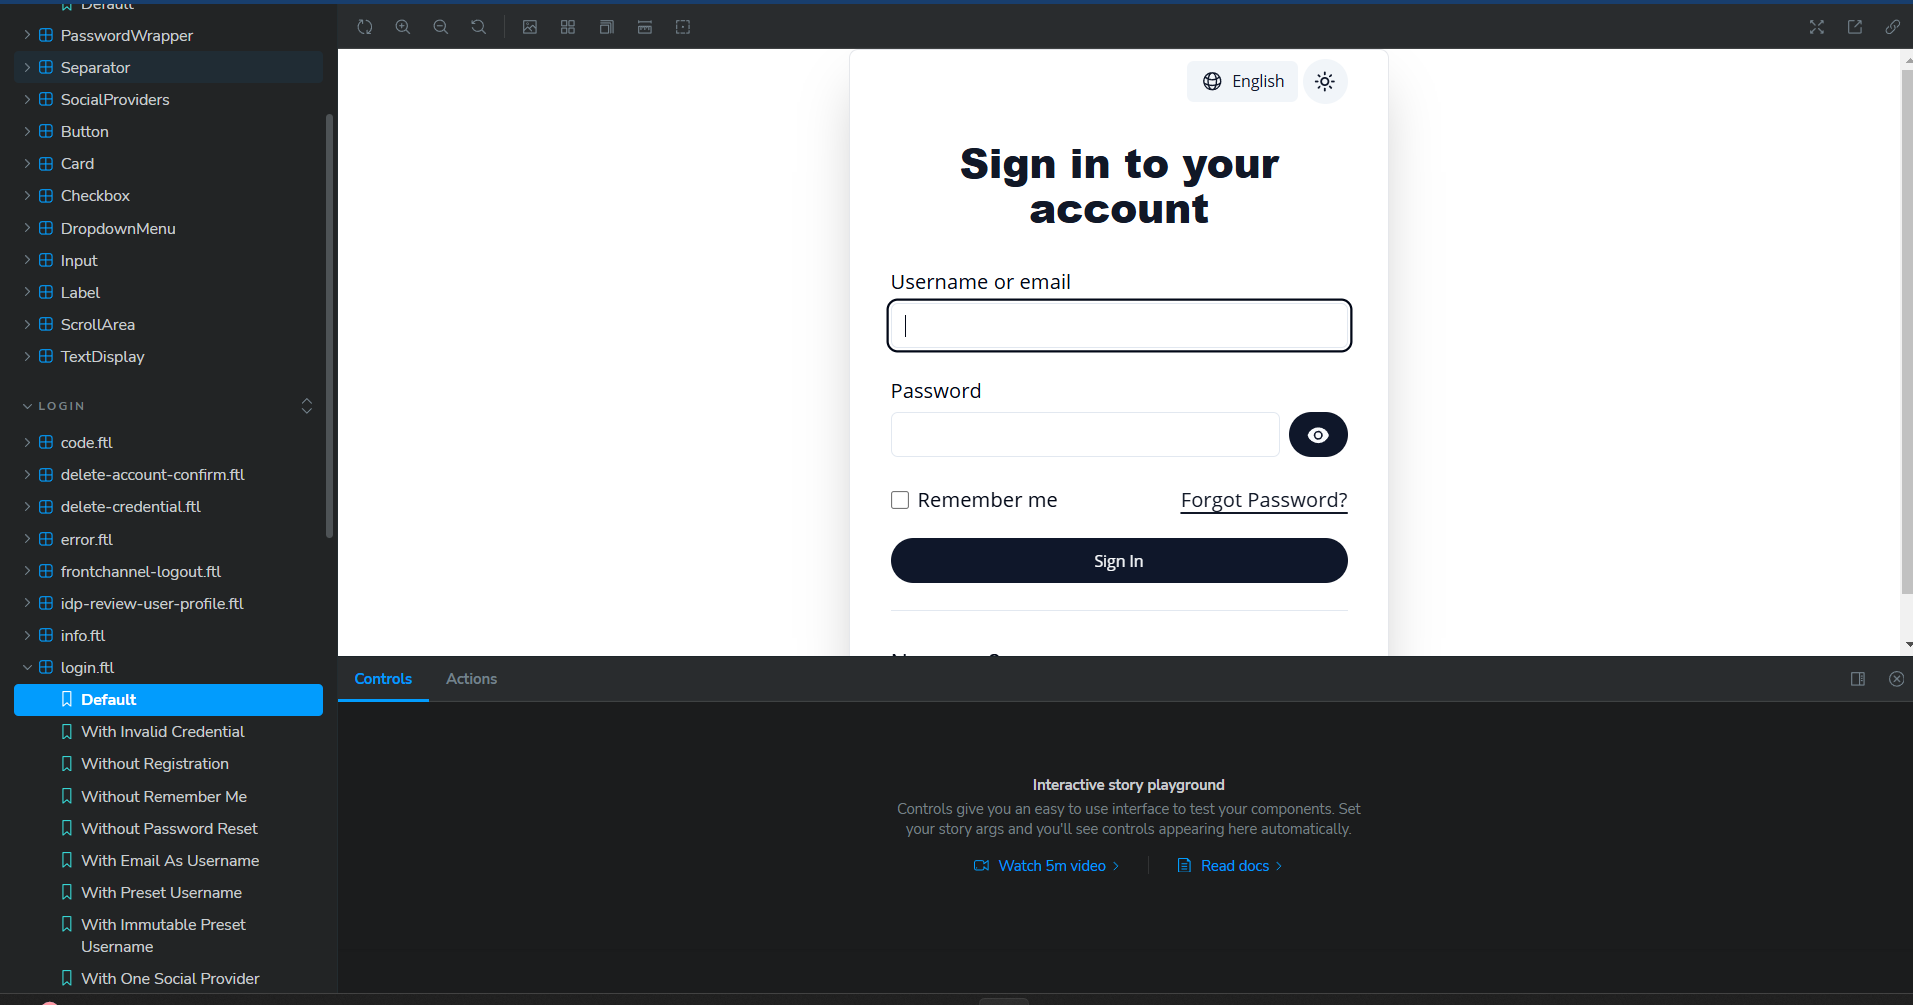 Default
PasswordWrapper
Separator
SocialProviders
Button
Card
Checkbox
DropdownMenu
Input
Label
ScrollArea
TextDisplay
LOGIN
code.ftl
delete-account-confirm.ftl
delete-credential.ftl
error.ftl
frontchannel-logout.ftl
idp-review-user-profile.ftl
info.ftl
login.ftl
Default
With Invalid Credential
Without Registration
Without Remember Me
Without Password Reset
With Email As Username
With Preset Username
With Immutable Preset
Username
With One Social Provider
English
Sign in to your
account
Username or email
Password
Remember me
Forgot Password?
Sign In
Controls
Actions
Interactive story playground
Controls give you an easy to use interface to test your components. Set
your story args and you'll see controls appearing here automatically.
Watch 5m video
Read docs